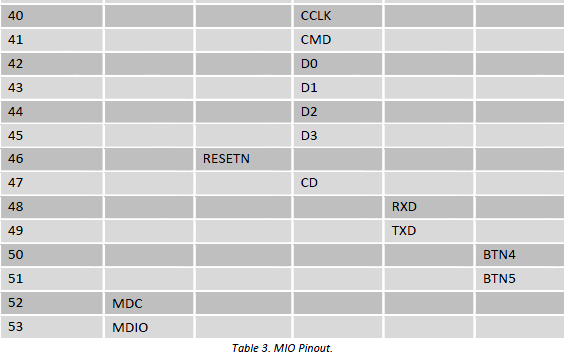 40 CCLK
41 CMD
42 D0
43 D1
44 D2
45 D3
46 RESETN
47 CD
48 RXD
49 TXD
50 BTN4
51 BTN5
52 MDC
53 MDIO
Table 3. MIO Pinout.